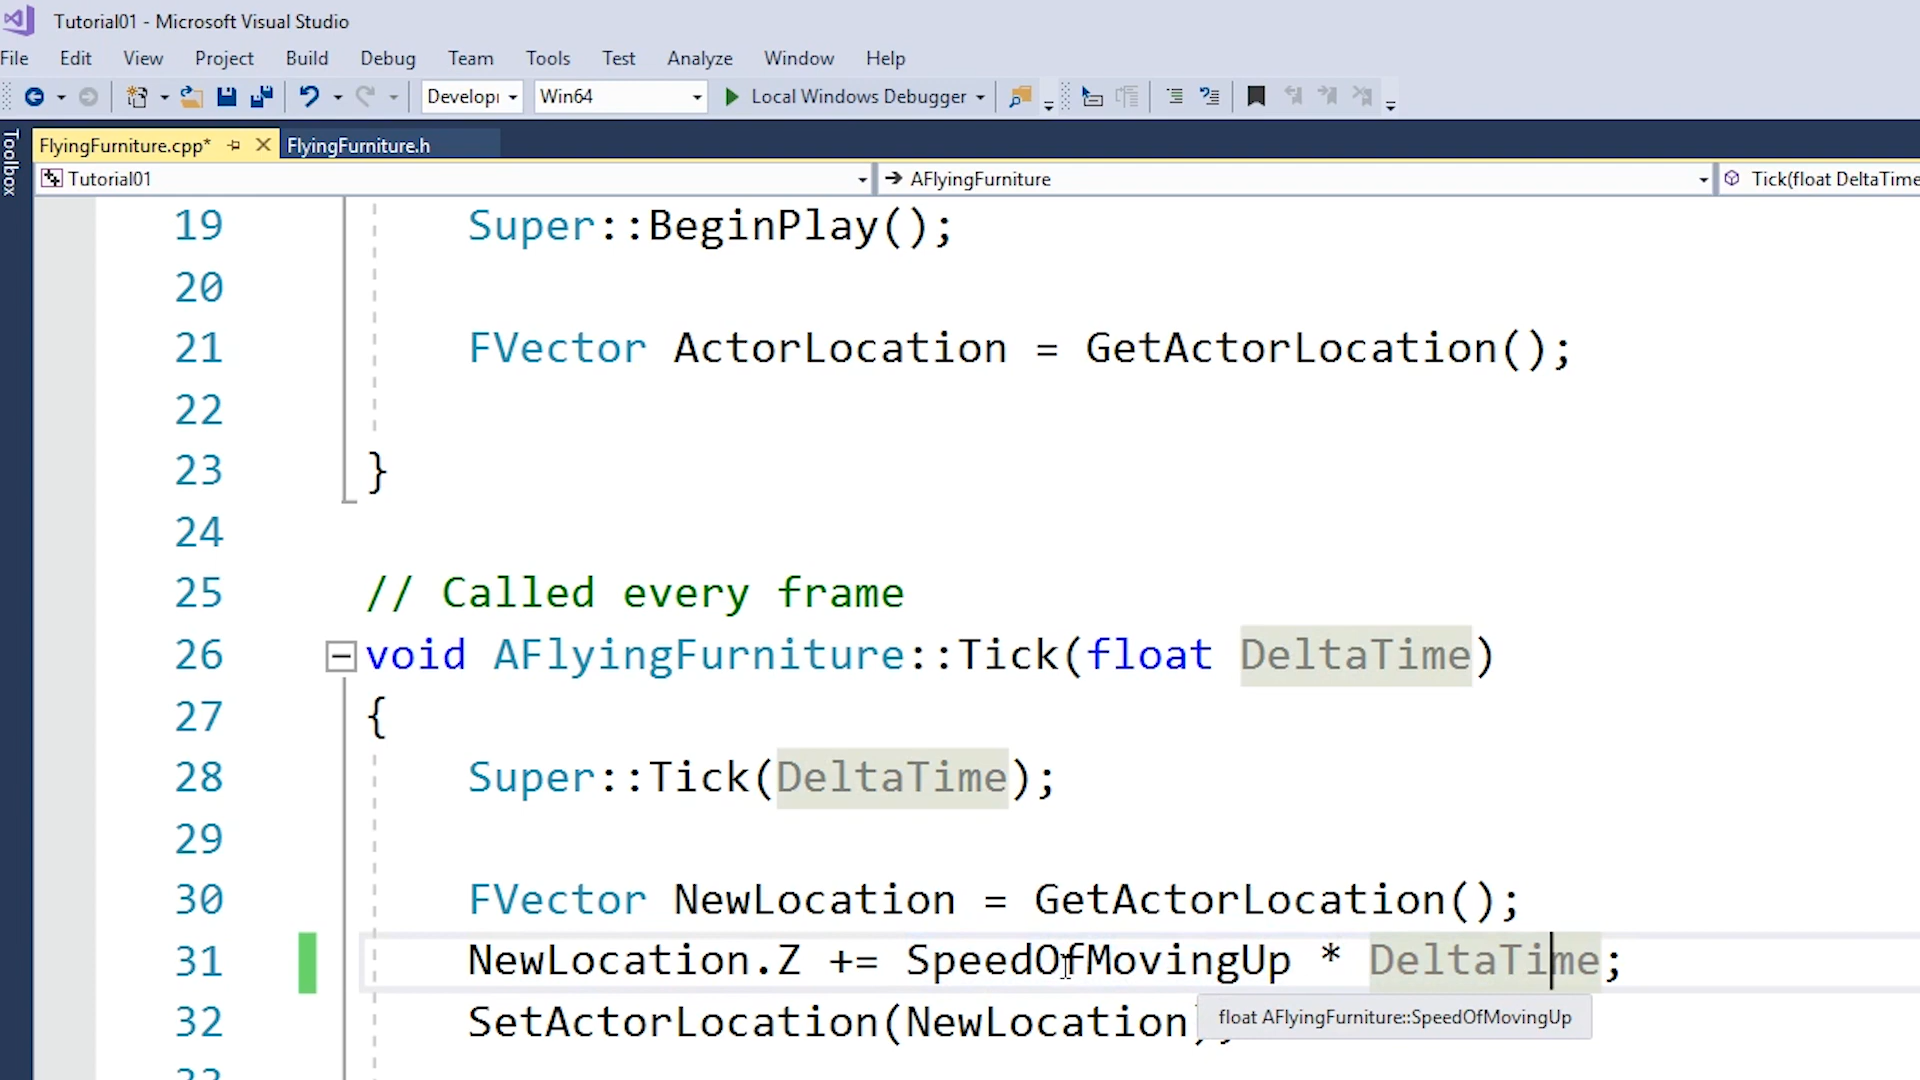 Tutorial01 - Microsoft Visual Studio
File Edit View Project Build Debug Team Tools Test Analyze Window Help
Develop Win64 Local Windows Debugger
Toolbox
FlyingFurniture.cpp* FlyingFurniture.h
Tutorial01 AFlyingFurniture Tick(float DeltaTime
19 Super::BeginPlay();
20
21 FVector ActorLocation = GetActorLocation();
22
23 }
24
25 // Called every frame
26 void AFlyingFurniture::Tick(float DeltaTime)
27 {
28 Super::Tick(DeltaTime);
29
30 FVector NewLocation = GetActorLocation();
31 NewLocation.Z += SpeedOfMovingUp * DeltaTime;
32 SetActorLocation(NewLocation);
float AFlyingFurniture::SpeedOfMovingUp
33